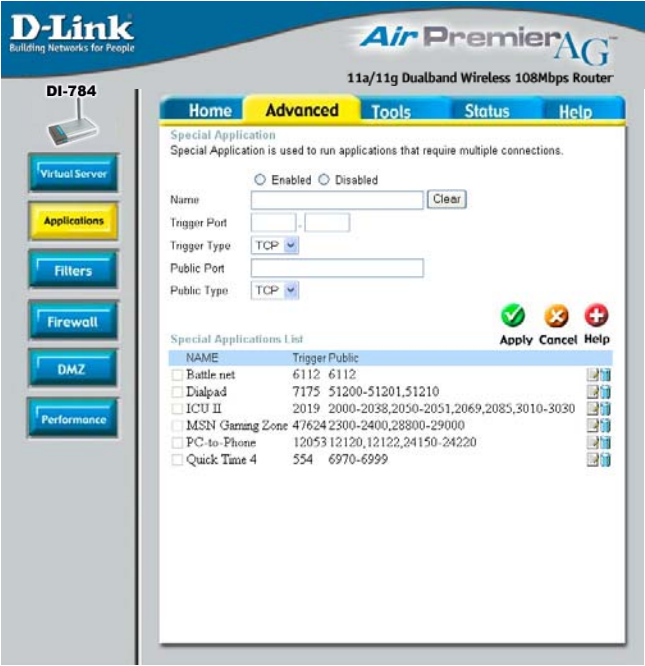 D-Link
Building Networks for People
Air Premier AG™
11a/11g Dualband Wireless 108Mbps Router
DI-784
Home Advanced Tools Status Help
Virtual Server
Applications
Filters
Firewall
DMZ
Performance
Special Application
Special Application is used to run applications that require multiple connections.
Enabled Disabled
Name Clear
Trigger Port -
Trigger Type TCP
Public Port
Public Type TCP
Apply Cancel Help
Special Applications List
NAME Trigger Public
Battle.net 6112 6112
Dialpad 7175 51200-51201,51210
ICU II 2019 2000-2038,2050-2051,2069,2085,3010-3030
MSN Gaming Zone 47624 2300-2400,28800-29000
PC-to-Phone 12053 12120,12122,24150-24220
Quick Time 4 554 6970-6999